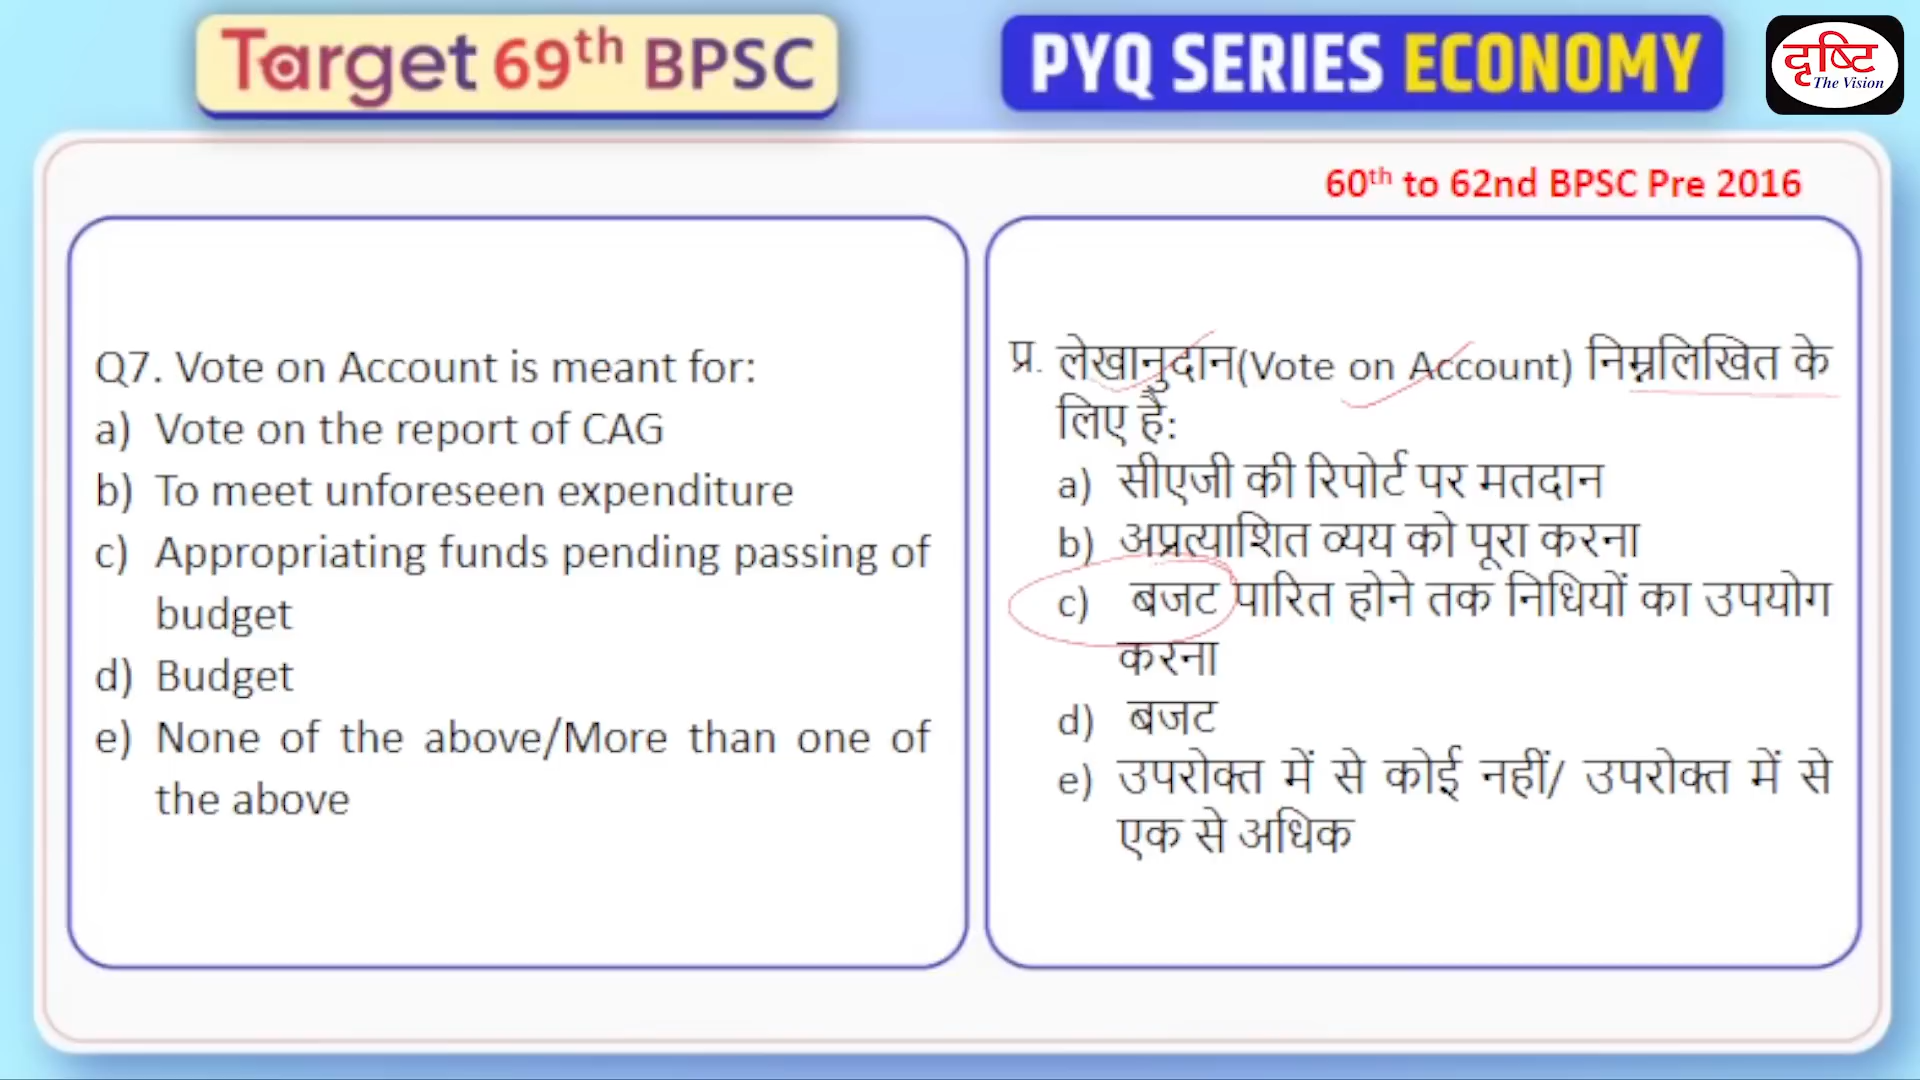 Target 69th BPSC
PYQ SERIES ECONOMY
दृष्टि
The Vision
60th to 62nd BPSC Pre 2016
Q7. Vote on Account is meant for:
a) Vote on the report of CAG
b) To meet unforeseen expenditure
c) Appropriating funds pending passing of
budget
d) Budget
e) None of the above/More than one of
the above
प्र. लेखानुदान(Vote on Account) निम्नलिखित के
लिए है:
a) सीएजी की रिपोर्ट पर मतदान
b) अप्रत्याशित व्यय को पूरा करना
c) बजट पारित होने तक निधियों का उपयोग
करना
d) बजट
e) उपरोक्त में से कोई नहीं/ उपरोक्त में से
एक से अधिक